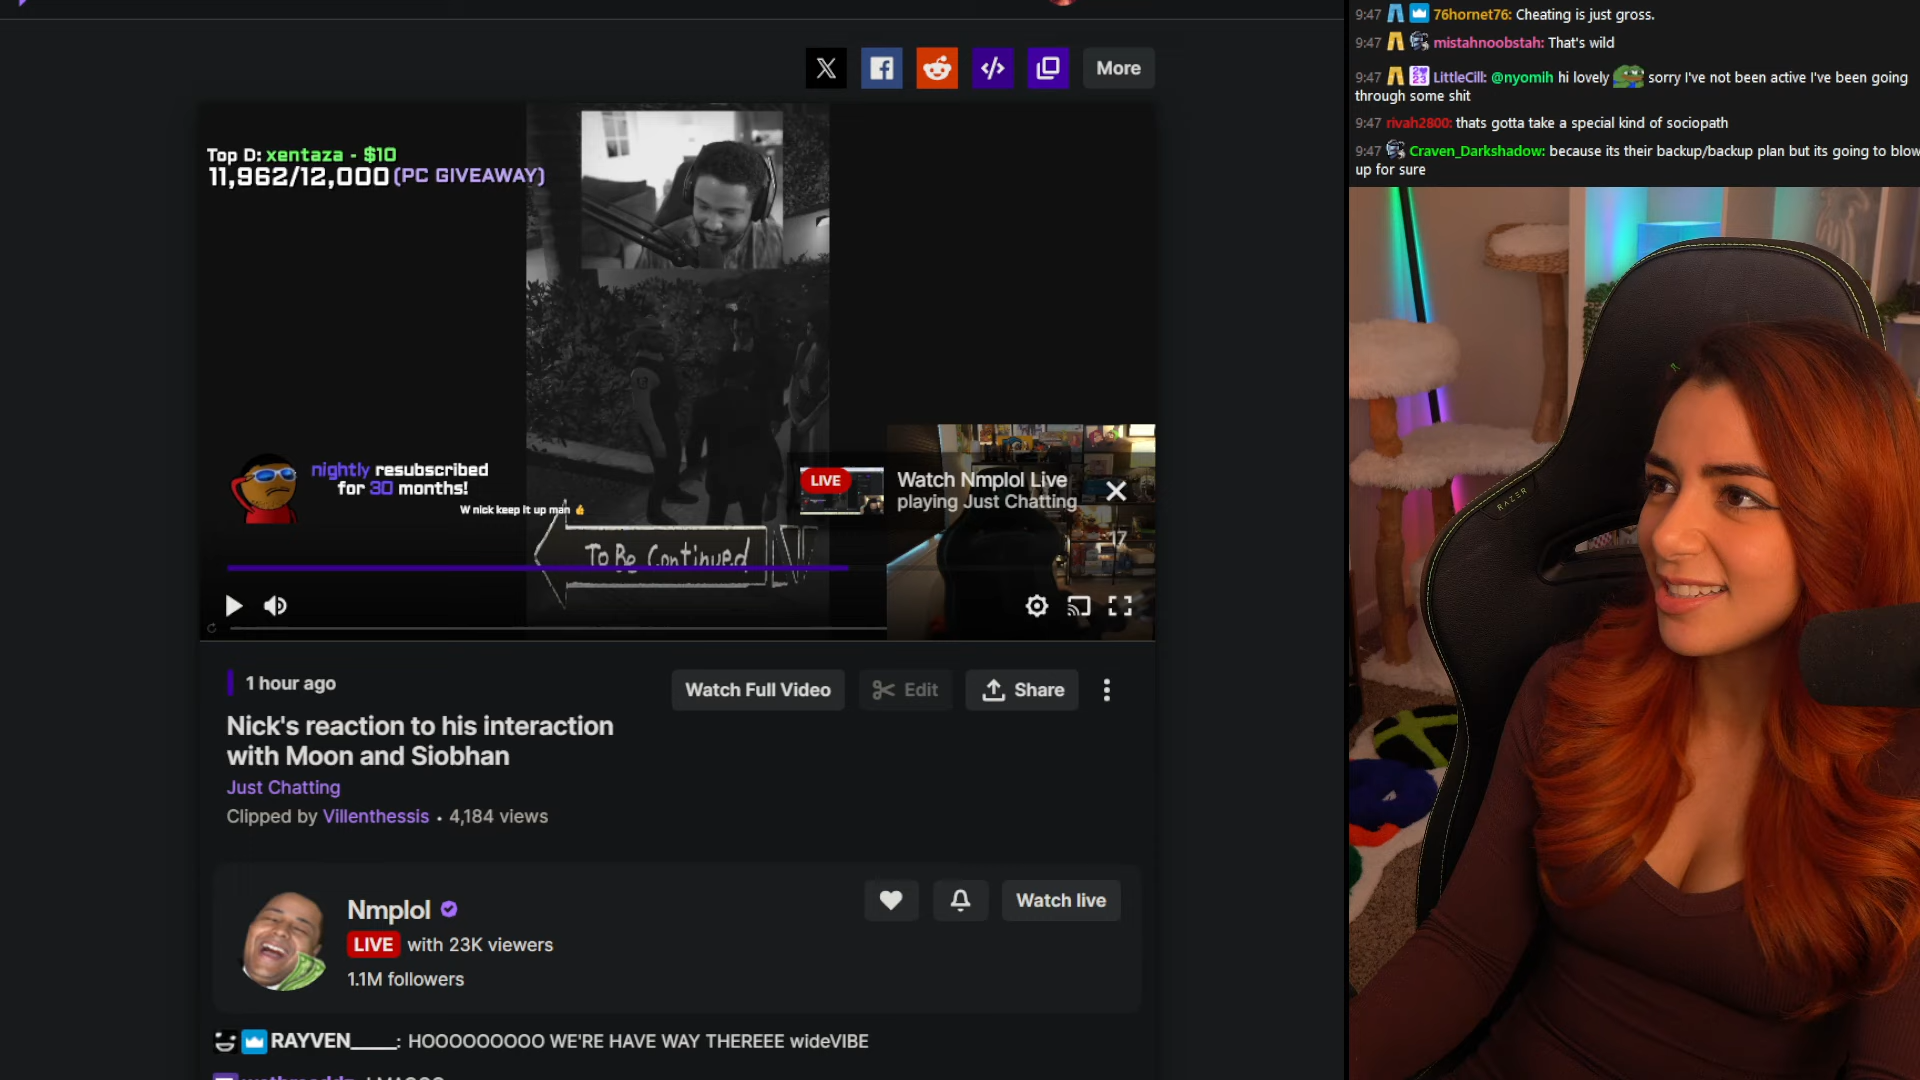 More
Top D: xentaza - $10
11,962/12,000 (PC GIVEAWAY)
nightly resubscribed
for 30 months!
W nick keep it up man
LIVE
Watch Nmplol Live
playing Just Chatting
17
To Be Continued
1 hour ago
Watch Full Video
Edit
Share
Nick's reaction to his interaction
with Moon and Siobhan
Just Chatting
Clipped by Villenthessis • 4,184 views
Nmplol
LIVE with 23K viewers
1.1M followers
Watch live
RAYVEN_____: HOOOOOOOOO WE'RE HAVE WAY THEREEE wideVIBE
9:47 76hornet76: Cheating is just gross.
9:47 mistahnoobstah: That's wild
9:47 LittleCill: @nyomih hi lovely sorry I've not been active I've been going
through some shit
9:47 rivah2800: thats gotta take a special kind of sociopath
9:47 Craven_Darkshadow: because its their backup/backup plan but its going to blow
up for sure
RAZER